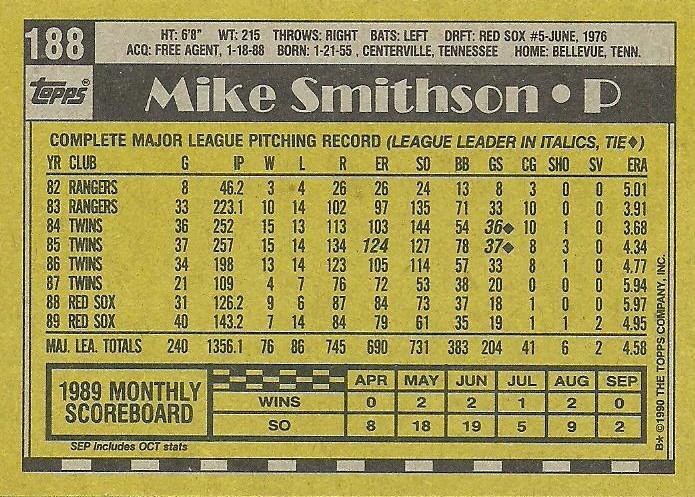 188
HT: 6'8" WT: 215 THROWS: RIGHT BATS: LEFT DRFT: RED SOX #5-JUNE, 1976
ACQ: FREE AGENT, 1-18-88 BORN: 1-21-55 , CENTERVILLE, TENNESSEE HOME: BELLEVUE, TENN.
Topps®
Mike Smithson • P
COMPLETE MAJOR LEAGUE PITCHING RECORD (LEAGUE LEADER IN ITALICS, TIE♦)
YR CLUB G IP W L R ER SO BB GS CG SHO SV ERA
82 RANGERS 8 46.2 3 4 26 26 24 13 8 3 0 0 5.01
83 RANGERS 33 223.1 10 14 102 97 135 71 33 10 0 0 3.91
84 TWINS 36 252 15 13 113 103 144 54 36♦ 10 1 0 3.68
85 TWINS 37 257 15 14 134 124 127 78 37♦ 8 3 0 4.34
86 TWINS 34 198 13 14 123 105 114 57 33 8 1 0 4.77
87 TWINS 21 109 4 7 76 72 53 38 20 0 0 0 5.94
88 RED SOX 31 126.2 9 6 87 84 73 37 18 1 0 0 5.97
89 RED SOX 40 143.2 7 14 84 79 61 35 19 1 1 2 4.95
MAJ. LEA. TOTALS 240 1356.1 76 86 745 690 731 383 204 41 6 2 4.58
1989 MONTHLY SCOREBOARD
APR MAY JUN JUL AUG SEP
WINS 0 2 2 1 2 0
SO 8 18 19 5 9 2
SEP includes OCT stats
B* ©1990 THE TOPPS COMPANY, INC.